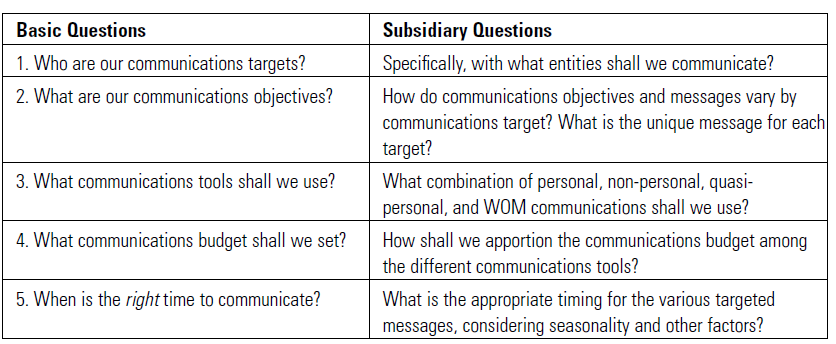 Basic Questions
Subsidiary Questions
1. Who are our communications targets?
Specifically, with what entities shall we communicate?
2. What are our communications objectives?
How do communications objectives and messages vary by
communications target? What is the unique message for each
target?
3. What communications tools shall we use?
What combination of personal, non-personal, quasi-
personal, and WOM communications shall we use?
4. What communications budget shall we set?
How shall we apportion the communications budget among
the different communications tools?
5. When is the right time to communicate?
What is the appropriate timing for the various targeted
messages, considering seasonality and other factors?